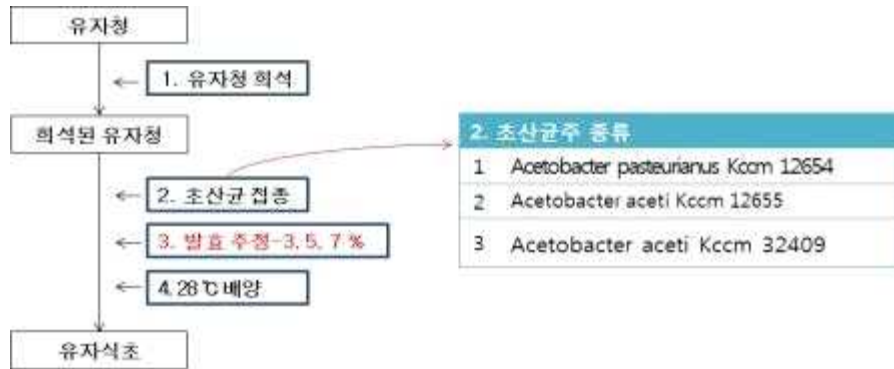 유자청
1. 유자청 희석
희석된 유자청
2. 초산균 접종
3. 발효 주정-3, 5, 7 %
4. 28℃ 배양
유자식초
2. 초산균주 종류
1 Acetobacter pasteurianus Kccm 12654
2 Acetobacter aceti Kccm 12655
3 Acetobacter aceti Kccm 32409